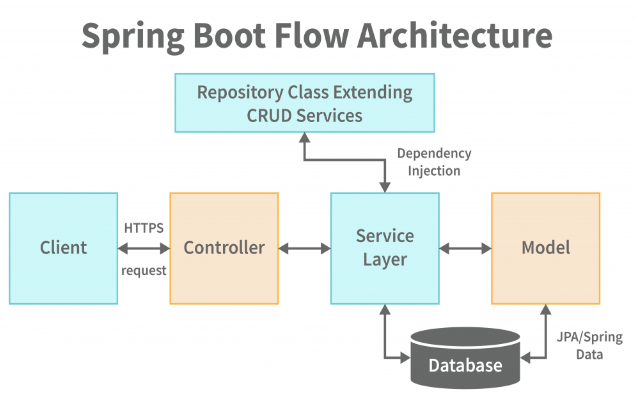 Spring Boot Flow Architecture
Repository Class Extending
CRUD Services
Dependency
Injection
Client
HTTPS
request
Controller
Service
Layer
Model
Database
JPA/Spring
Data